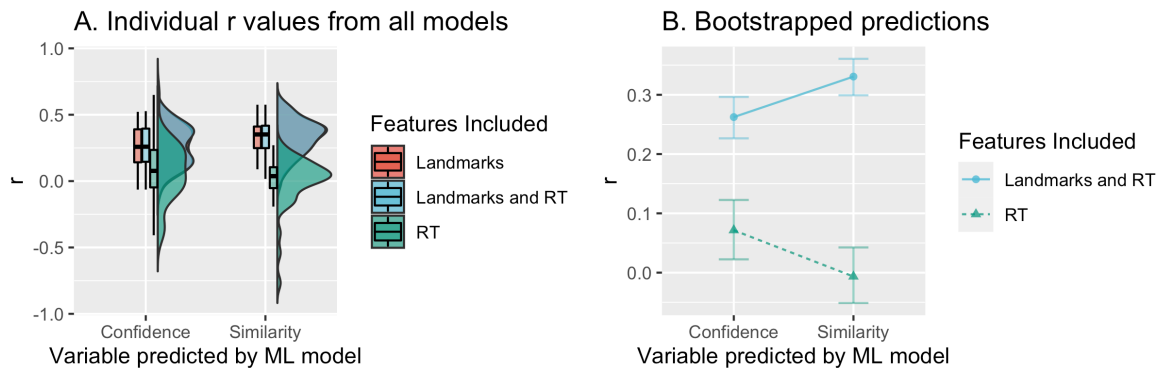 A. Individual r values from all models
1.0
0.5
0.0
-0.5
-1.0
r
Confidence
Similarity
Variable predicted by ML model
Features Included
Landmarks
Landmarks and RT
RT
B. Bootstrapped predictions
0.3
0.2
0.1
0.0
r
Confidence
Similarity
Variable predicted by ML model
Features Included
Landmarks and RT
RT